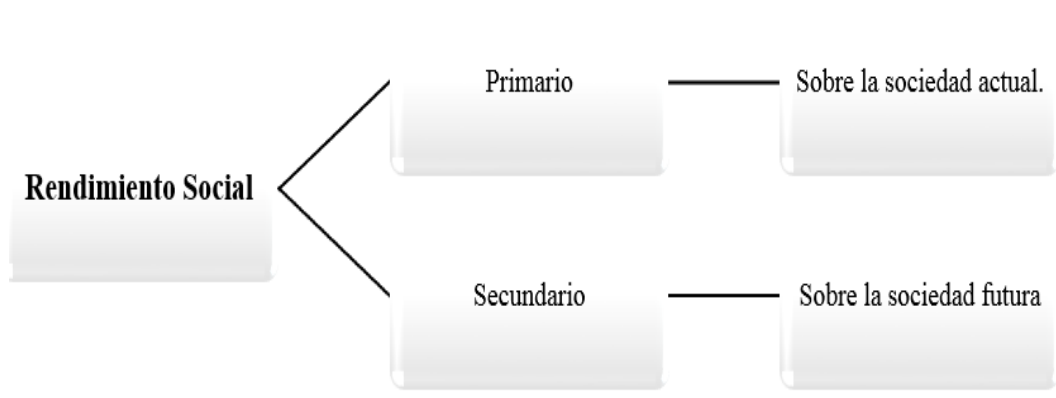 Rendimiento Social
Primario
Sobre la sociedad actual.
Secundario
Sobre la sociedad futura